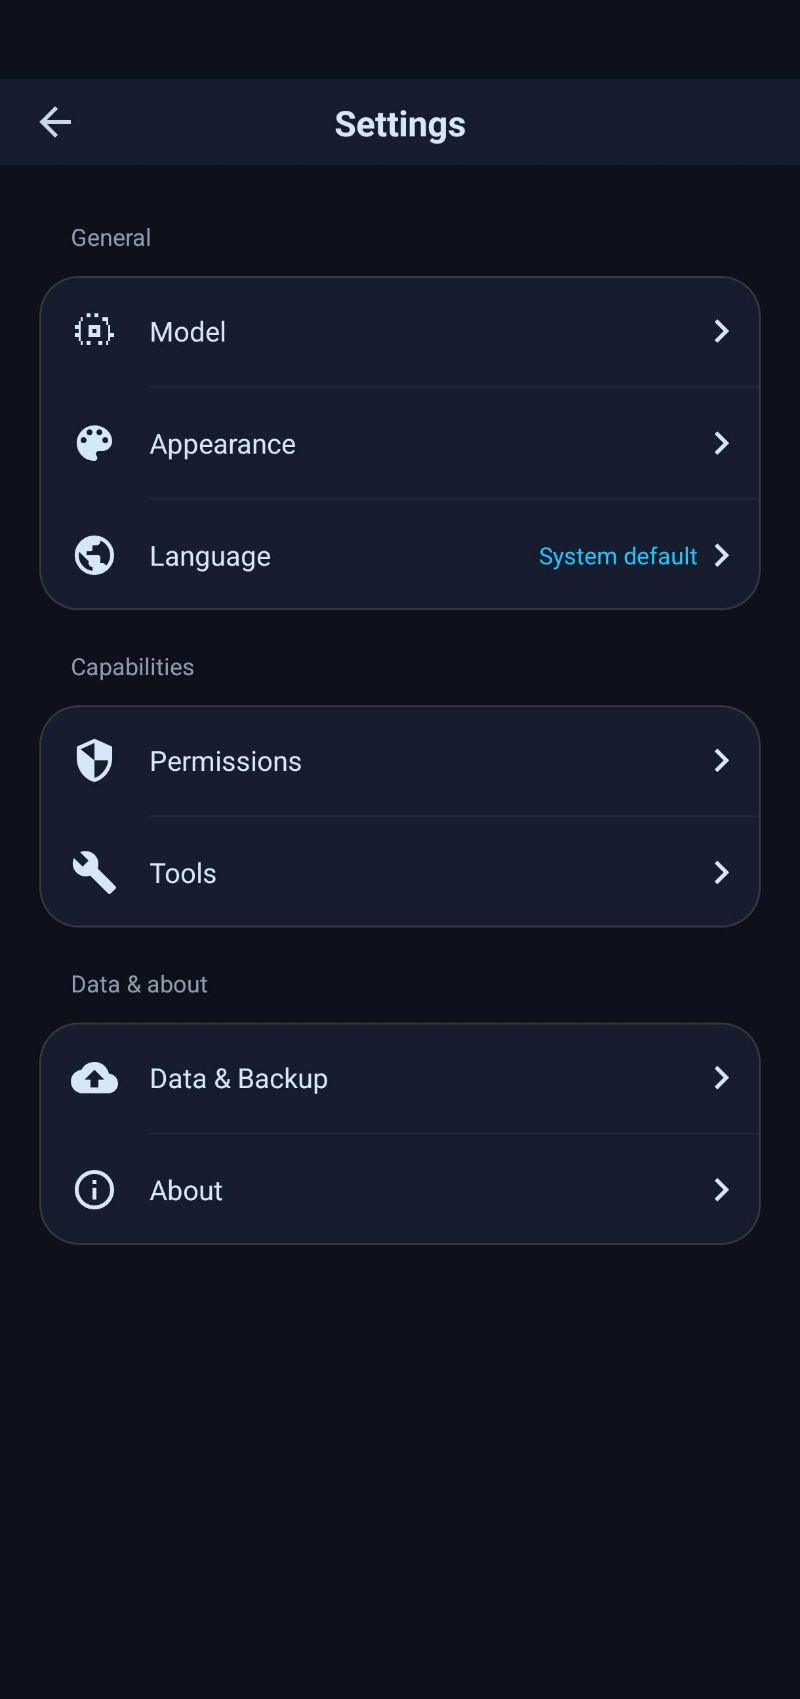 Settings
General
Model
Appearance
Language System default
Capabilities
Permissions
Tools
Data & about
Data & Backup
About